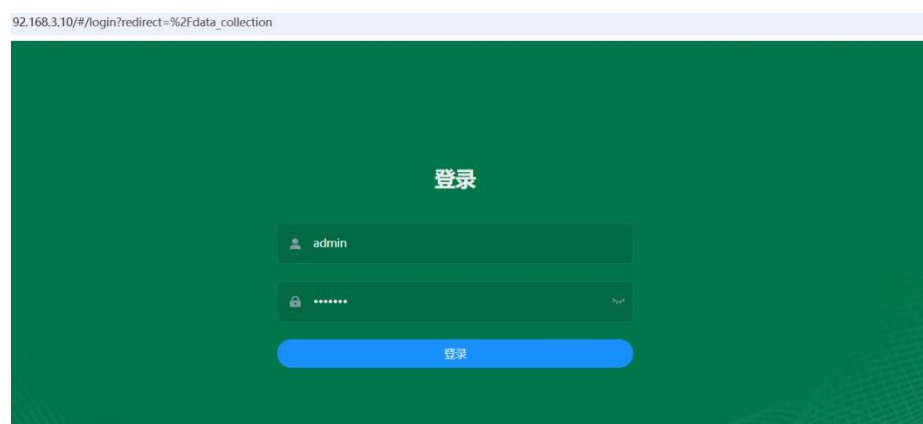 92.168.3.10/#/login?redirect=%2Fdata_collection
登录
admin
•••••••
登录